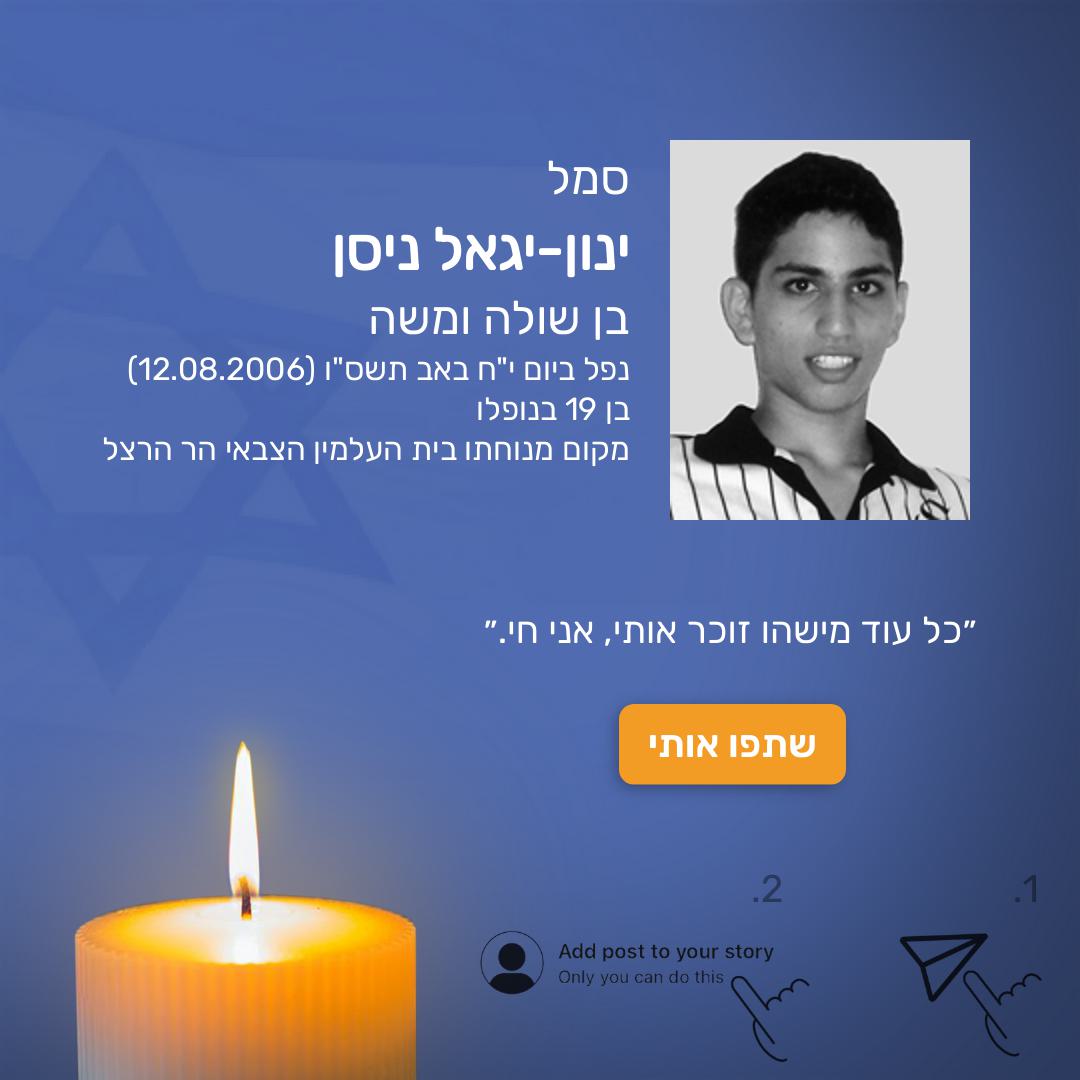 סמל
ינון-יגאל ניסן
בן שולה ומשה
נפל ביום י"ח באב תשס"ו (12.08.2006)
בן 19 בנופלו
מקום מנוחתו בית העלמין הצבאי הר הרצל
״כל עוד מישהו זוכר אותי, אני חי.״
שתפו אותי
1.
2.
Add post to your story
Only you can do this